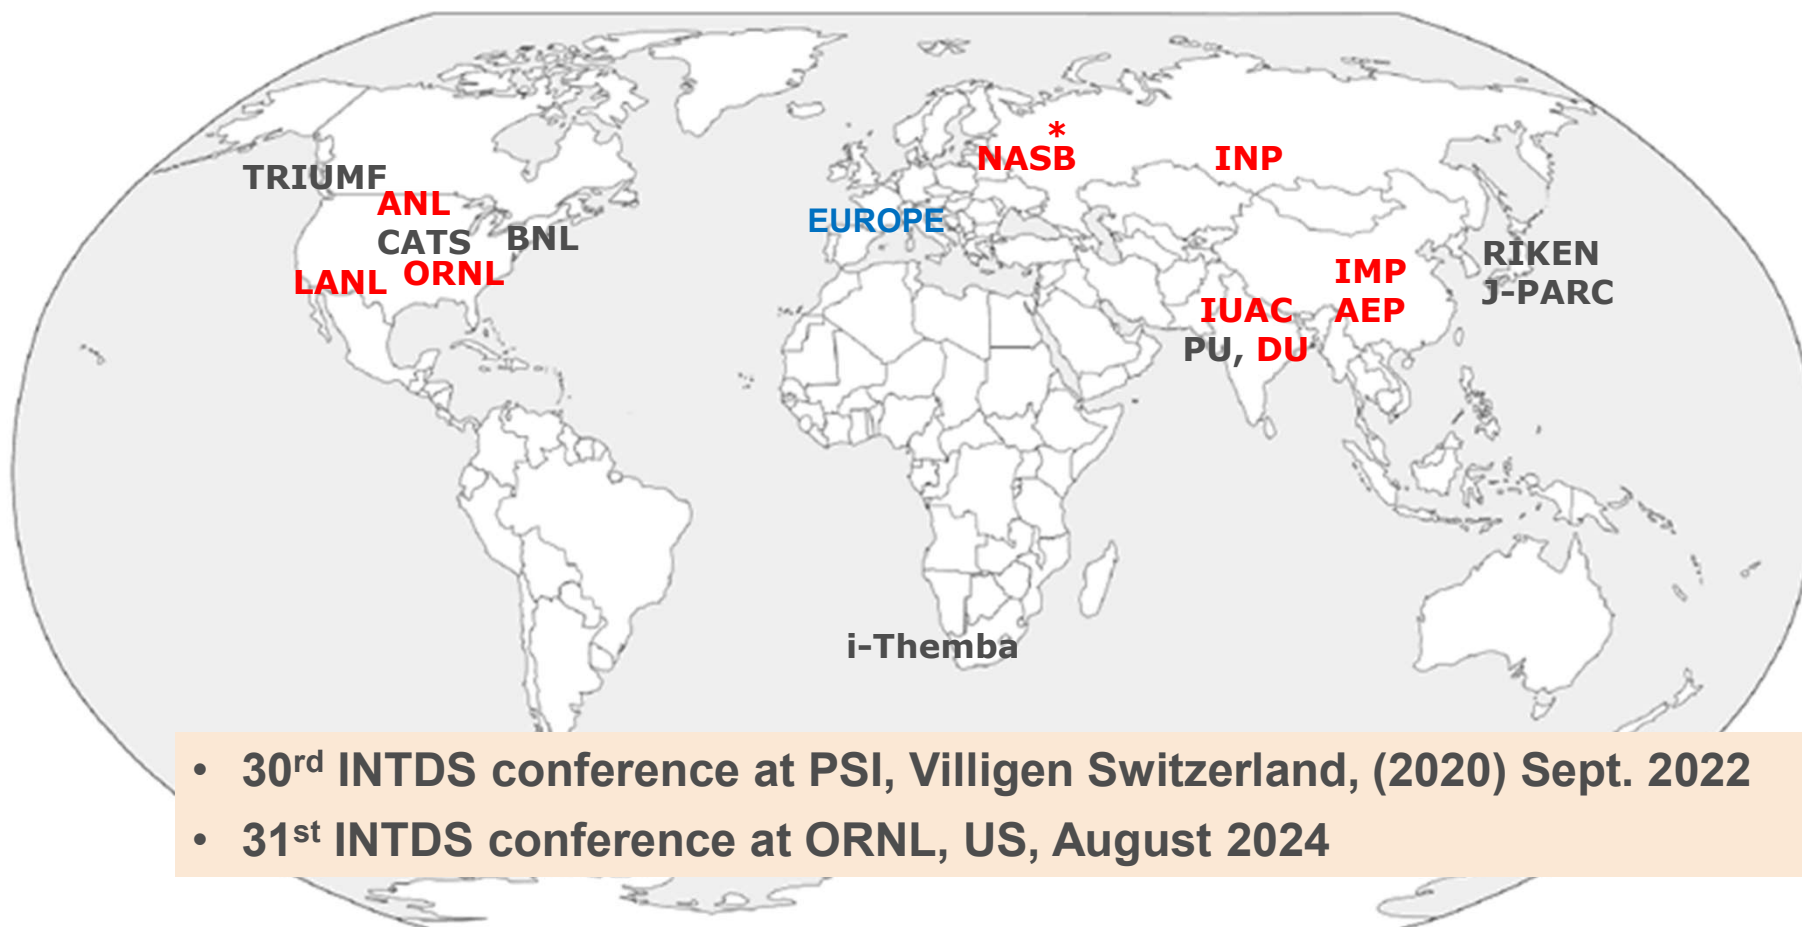 *
NASB
INP
TRIUMF
ANL
EUROPE
CATS
BNL
RIKEN
LANL
ORNL
IMP
J-PARC
IUAC
AEP
PU, DU
i-Themba
• 30rd INTDS conference at PSI, Villigen Switzerland, (2020) Sept. 2022
• 31st INTDS conference at ORNL, US, August 2024